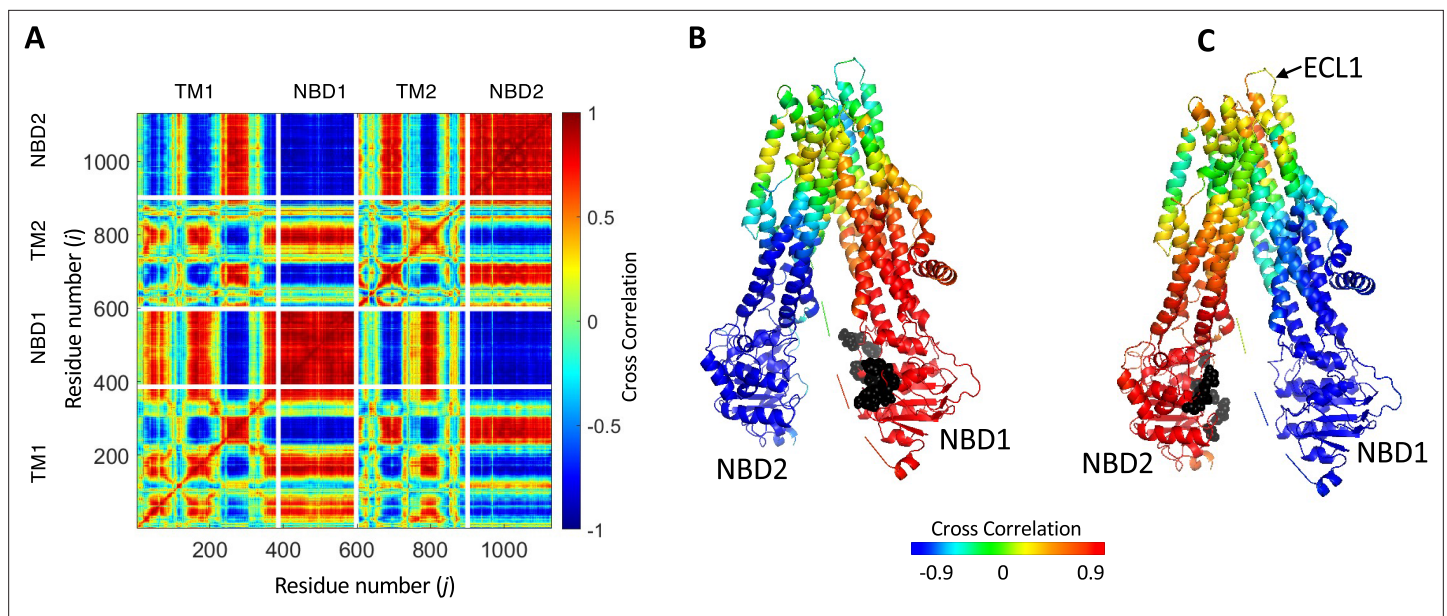 A
TM1 NBD1 TM2 NBD2
NBD2
TM2
NBD1
TM1
Residue number (i)
1000
800
600
400
200
200 400 600 800 1000
Residue number (j)
1
0.5
0
-0.5
-1
Cross Correlation
B
NBD2
NBD1
C
ECL1
NBD2
NBD1
Cross Correlation
-0.9 0 0.9